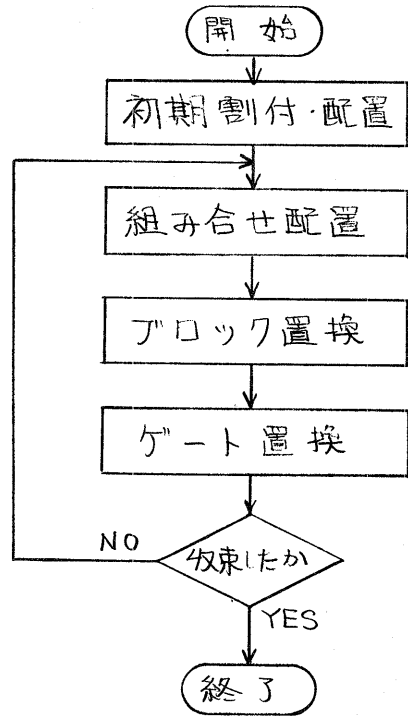 開始
初期割付・配置
組み合せ配置
ブロック置換
ゲート置換
収束したか
NO
YES
終了